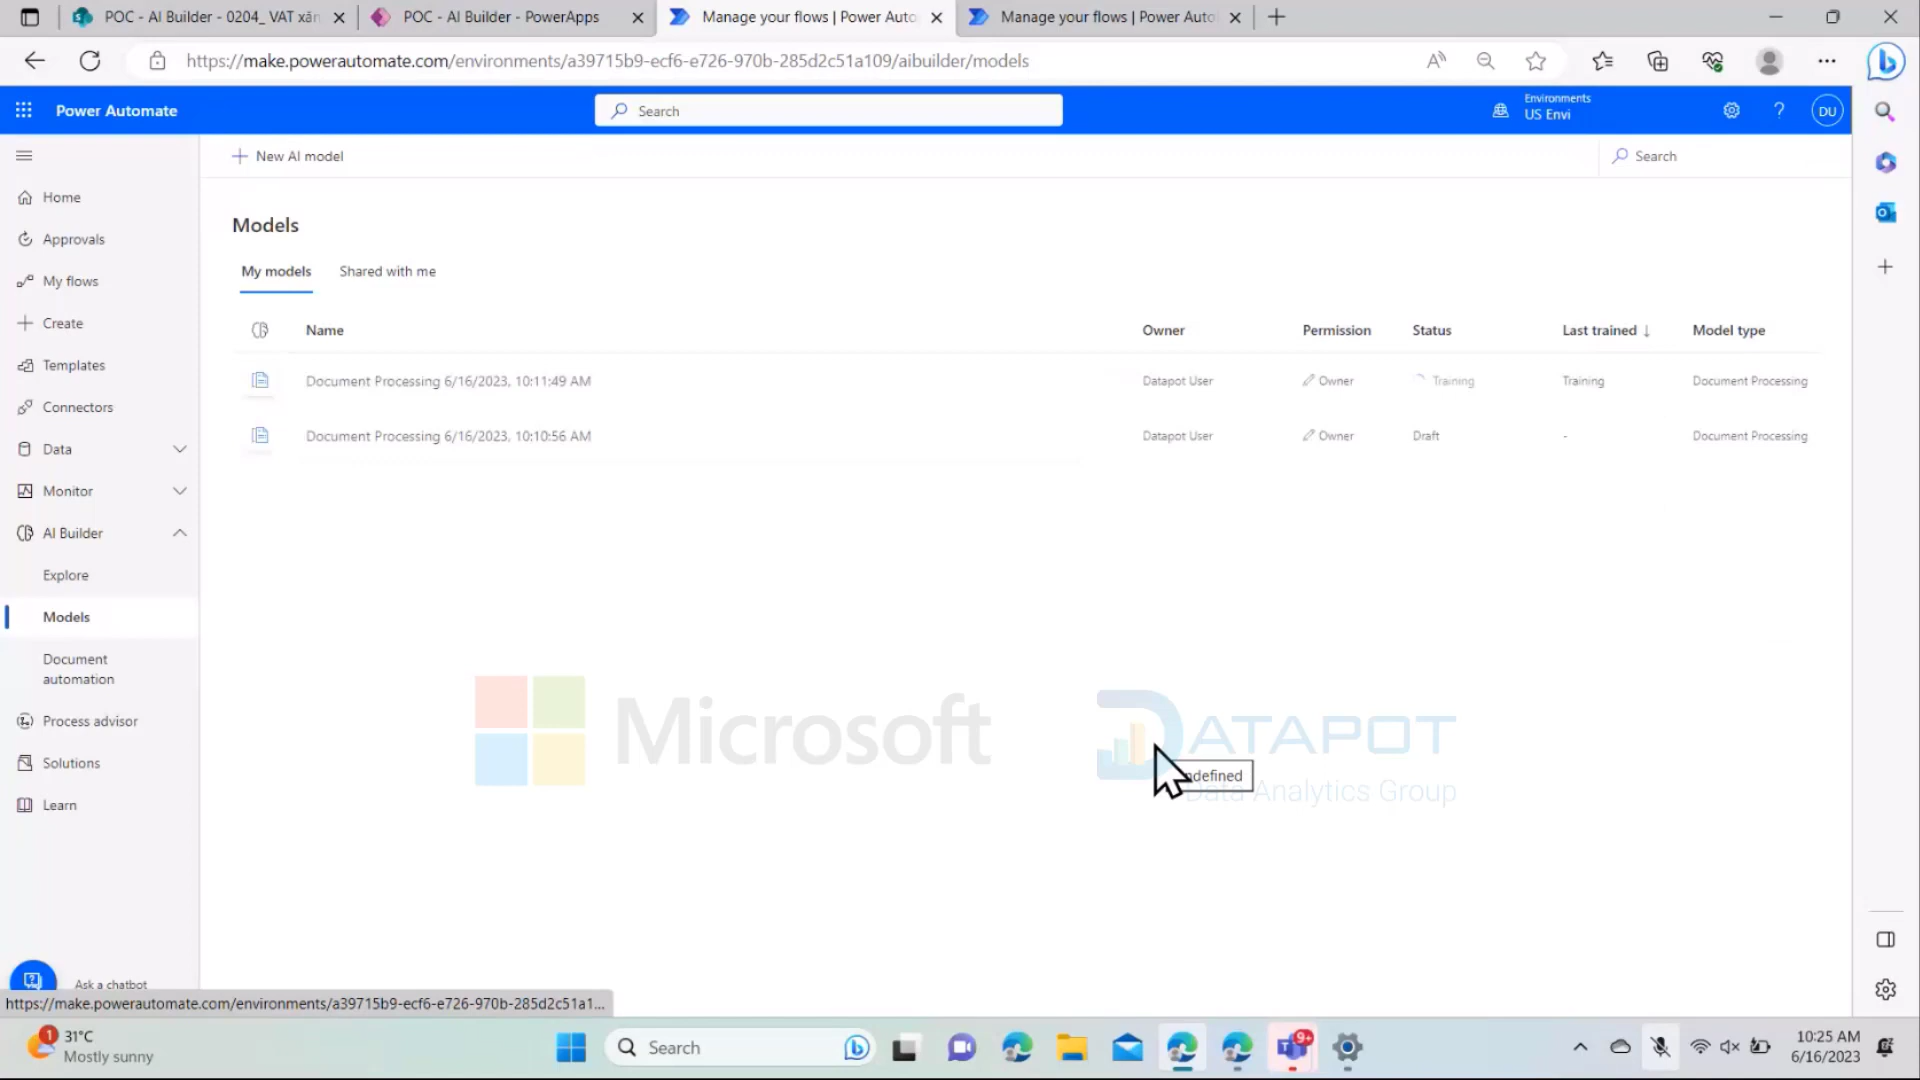 POC - AI Builder - 0204_ VAT xăn
POC - AI Builder - PowerApps
Manage your flows | Power Auto
Manage your flows | Power Auto
https://make.powerautomate.com/environments/a39715b9-ecf6-e726-970b-285d2c51a109/aibuilder/models
Power Automate
Search
Environments
US Envi
DU
New AI model
Search
Home
Approvals
My flows
Create
Templates
Connectors
Data
Monitor
AI Builder
Explore
Models
Document
automation
Process advisor
Solutions
Learn
Ask a chatbot
Models
My models
Shared with me
Name
Owner
Permission
Status
Last trained ↓
Model type
Document Processing 6/16/2023, 10:11:49 AM
Datapot User
Owner
Training
Training
Document Processing
Document Processing 6/16/2023, 10:10:56 AM
Datapot User
Owner
Draft
-
Document Processing
Microsoft
DATAPOT
Data Analytics Group
https://make.powerautomate.com/environments/a39715b9-ecf6-e726-970b-285d2c51a1...
1
31°C
Mostly sunny
Search
9+
10:25 AM
6/16/2023